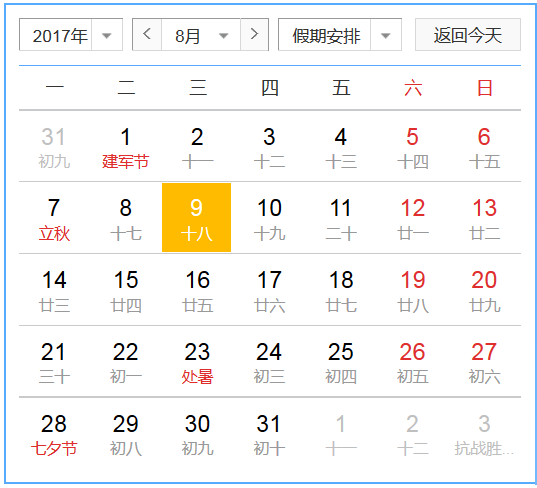 2017年 8月 假期安排 返回今天
一 二 三 四 五 六 日
31 1 2 3 4 5 6
初九 建军节 十一 十二 十三 十四 十五
7 8 9 10 11 12 13
立秋 十七 十八 十九 二十 廿一 廿二
14 15 16 17 18 19 20
廿三 廿四 廿五 廿六 廿七 廿八 廿九
21 22 23 24 25 26 27
三十 初一 处暑 初三 初四 初五 初六
28 29 30 31 1 2 3
七夕节 初八 初九 初十 十一 十二 抗战胜...